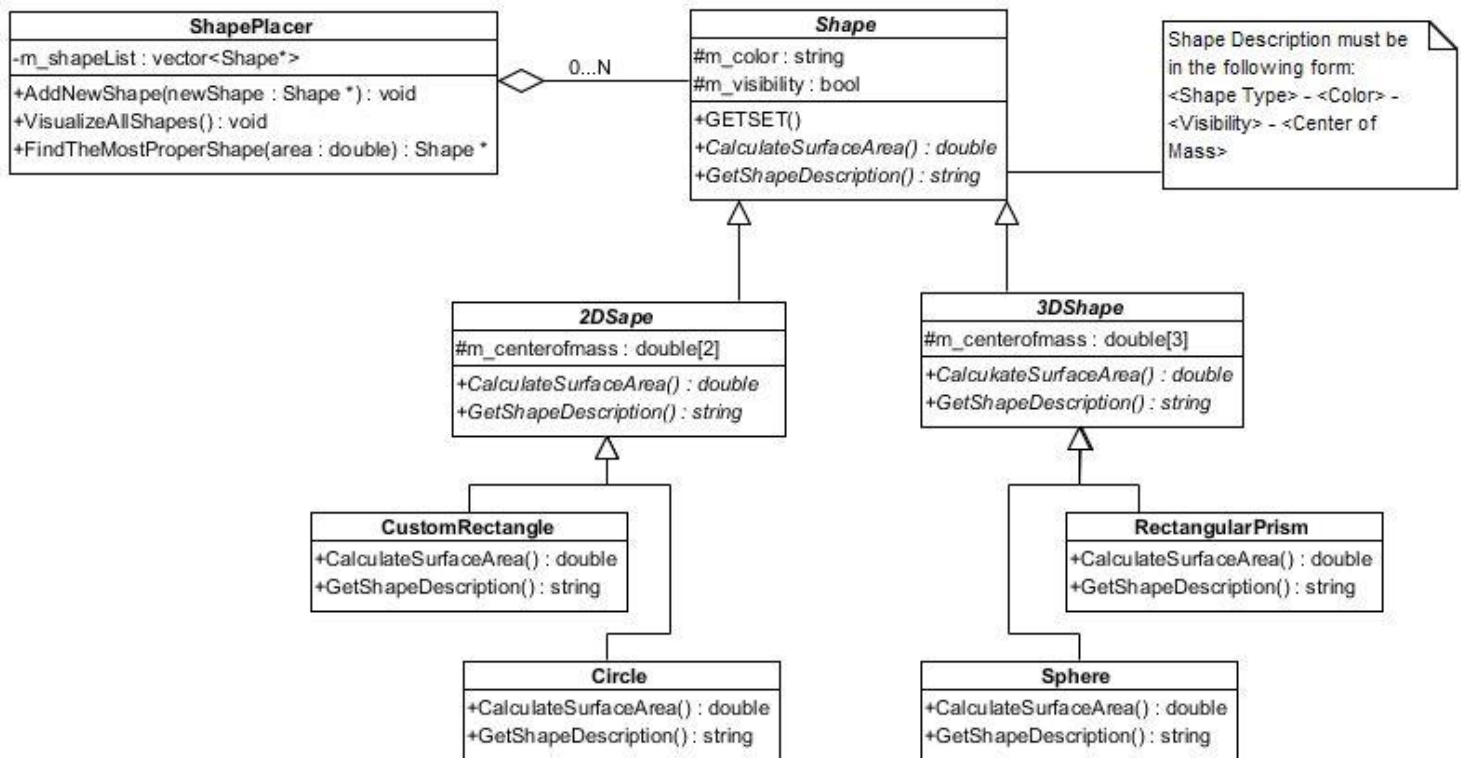 ShapePlacer
-m_shapeList : vector<Shape*>
+AddNewShape(newShape : Shape *) : void
+VisualizeAllShapes() : void
+FindTheMostProperShape(area : double) : Shape *
0...N
Shape
#m_color : string
#m_visibility : bool
+GETSET()
+CalculateSurfaceArea() : double
+GetShapeDescription() : string
Shape Description must be
in the following form:
<Shape Type> - <Color> -
<Visibility> - <Center of
Mass>
2DSape
#m_centerofmass : double[2]
+CalculateSurfaceArea() : double
+GetShapeDescription() : string
3DShape
#m_centerofmass : double[3]
+CalcukateSurfaceArea() : double
+GetShapeDescription() : string
CustomRectangle
+CalculateSurfaceArea() : double
+GetShapeDescription() : string
RectangularPrism
+CalculateSurfaceArea() : double
+GetShapeDescription() : string
Circle
+CalculateSurfaceArea() : double
+GetShapeDescription() : string
Sphere
+CalculateSurfaceArea() : double
+GetShapeDescription() : string